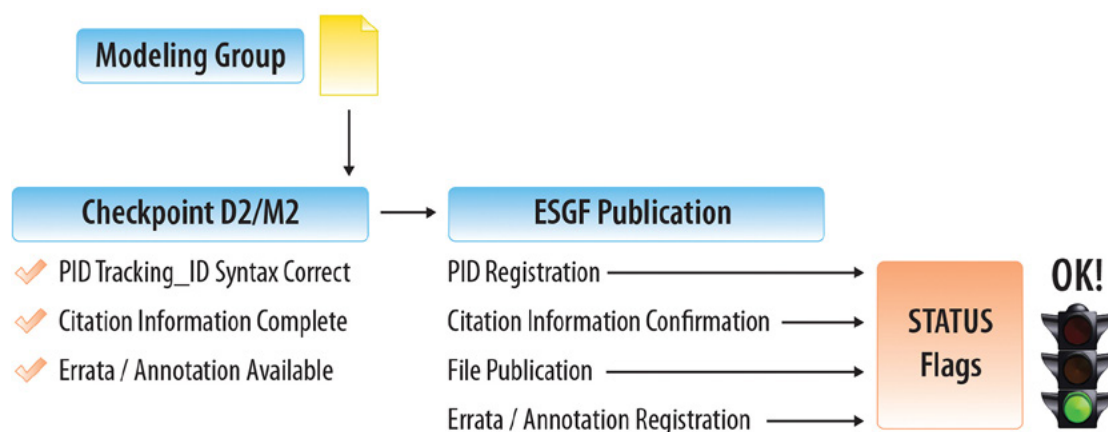 Modeling Group
Checkpoint D2/M2
PID Tracking_ID Syntax Correct
Citation Information Complete
Errata / Annotation Available
ESGF Publication
PID Registration
Citation Information Confirmation
File Publication
Errata / Annotation Registration
STATUS
Flags
OK!